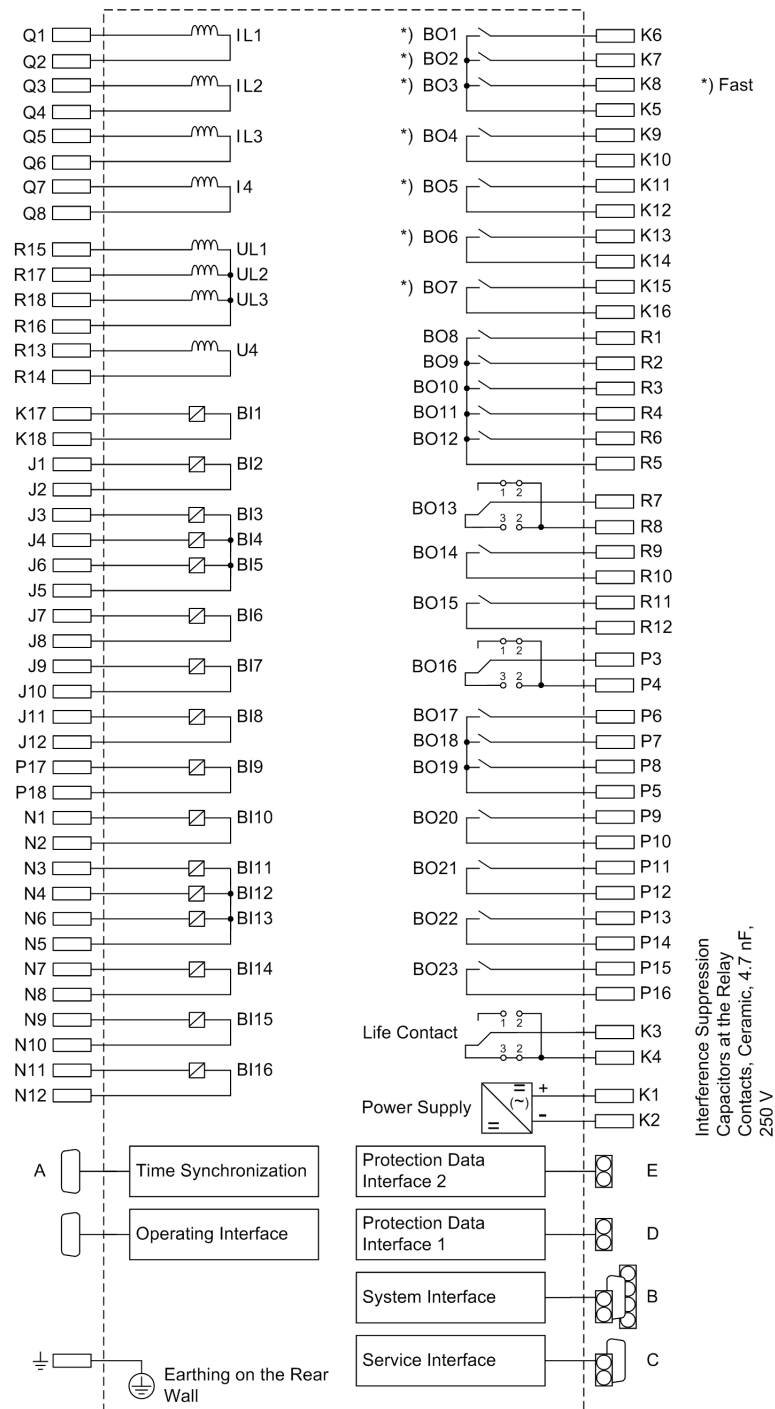 Q1 IL1 *) BO1 K6
Q2 *) BO2 K7
Q3 IL2 *) BO3 K8 *) Fast
Q4 K5
Q5 IL3 *) BO4 K9
Q6 K10
Q7 I4 *) BO5 K11
Q8 K12
*) BO6 K13
R15 UL1 K14
R17 UL2
R18 UL3 *) BO7 K15
R16 K16
R13 U4 BO8 R1
R14 BO9 R2
BO10 R3
K17 BI1 BO11 R4
K18 BO12 R6
J1 BI2 R5
J2 1 2
J3 BI3 BO13 R7
J4 BI4 3 2 R8
J6 BI5 BO14 R9
J5 R10
J7 BI6 BO15 R11
J8 R12
1 2
J9 BI7 BO16 P3
J10 3 2 P4
J11 BI8 BO17 P6
J12 BO18 P7
P17 BI9 BO19 P8
P18 P5
N1 BI10 BO20 P9
N2 P10
N3 BI11 BO21 P11
N4 BI12 P12
N6 BI13 BO22 P13
N5 P14
N7 BI14 BO23 P15
N8 P16
N9 BI15 1 2
Life Contact K3
N10 3 2 K4
N11 BI16
N12 = + K1
Power Supply (~)
= - K2
Interference Suppression
Capacitors at the Relay
Contacts, Ceramic, 4.7 nF,
250 V
A Time Synchronization
Protection Data
Interface 2 E
Operating Interface
Protection Data
Interface 1 D
System Interface B
Service Interface C
Earthing on the Rear
Wall